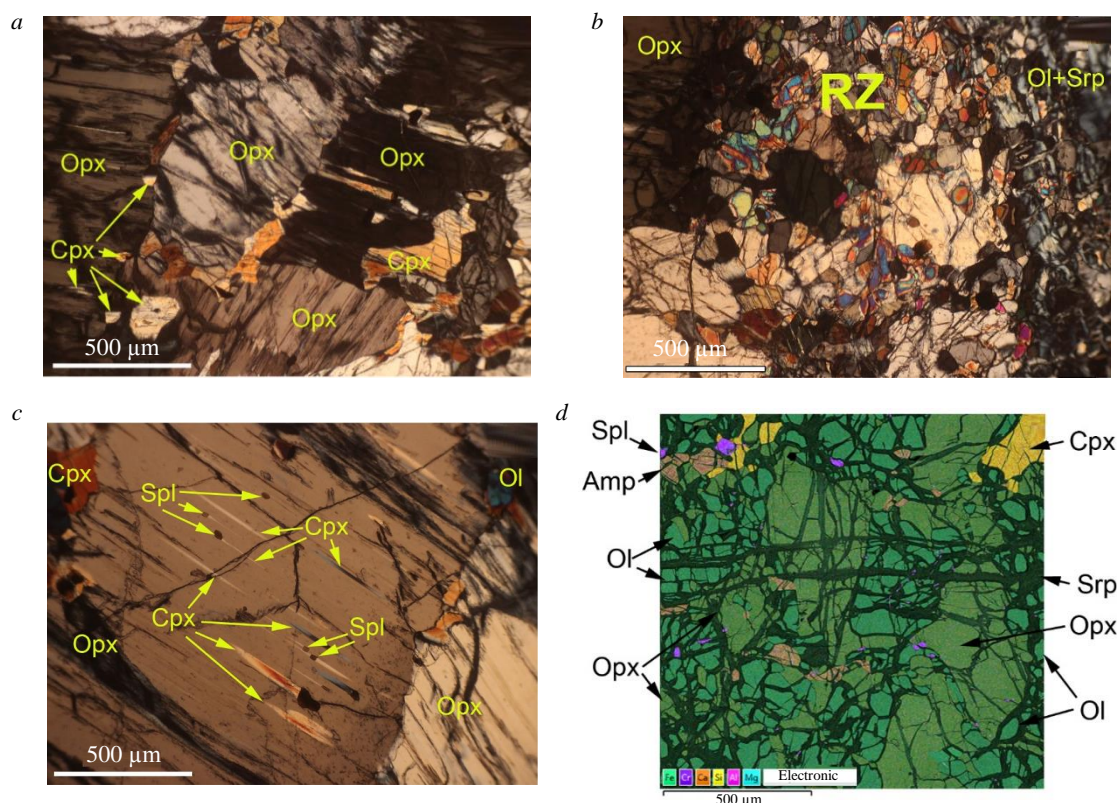 a
Opx
Opx
Opx
Cpx
Cpx
Opx
500 µm
b
Opx
RZ
Ol+Srp
500 µm
c
Cpx
Spl
Ol
Cpx
Cpx
Spl
Opx
Opx
500 µm
d
Spl
Cpx
Amp
Ol
Srp
Opx
Opx
Ol
Fe Cr Ca Si Al Mg Electronic
500 µm